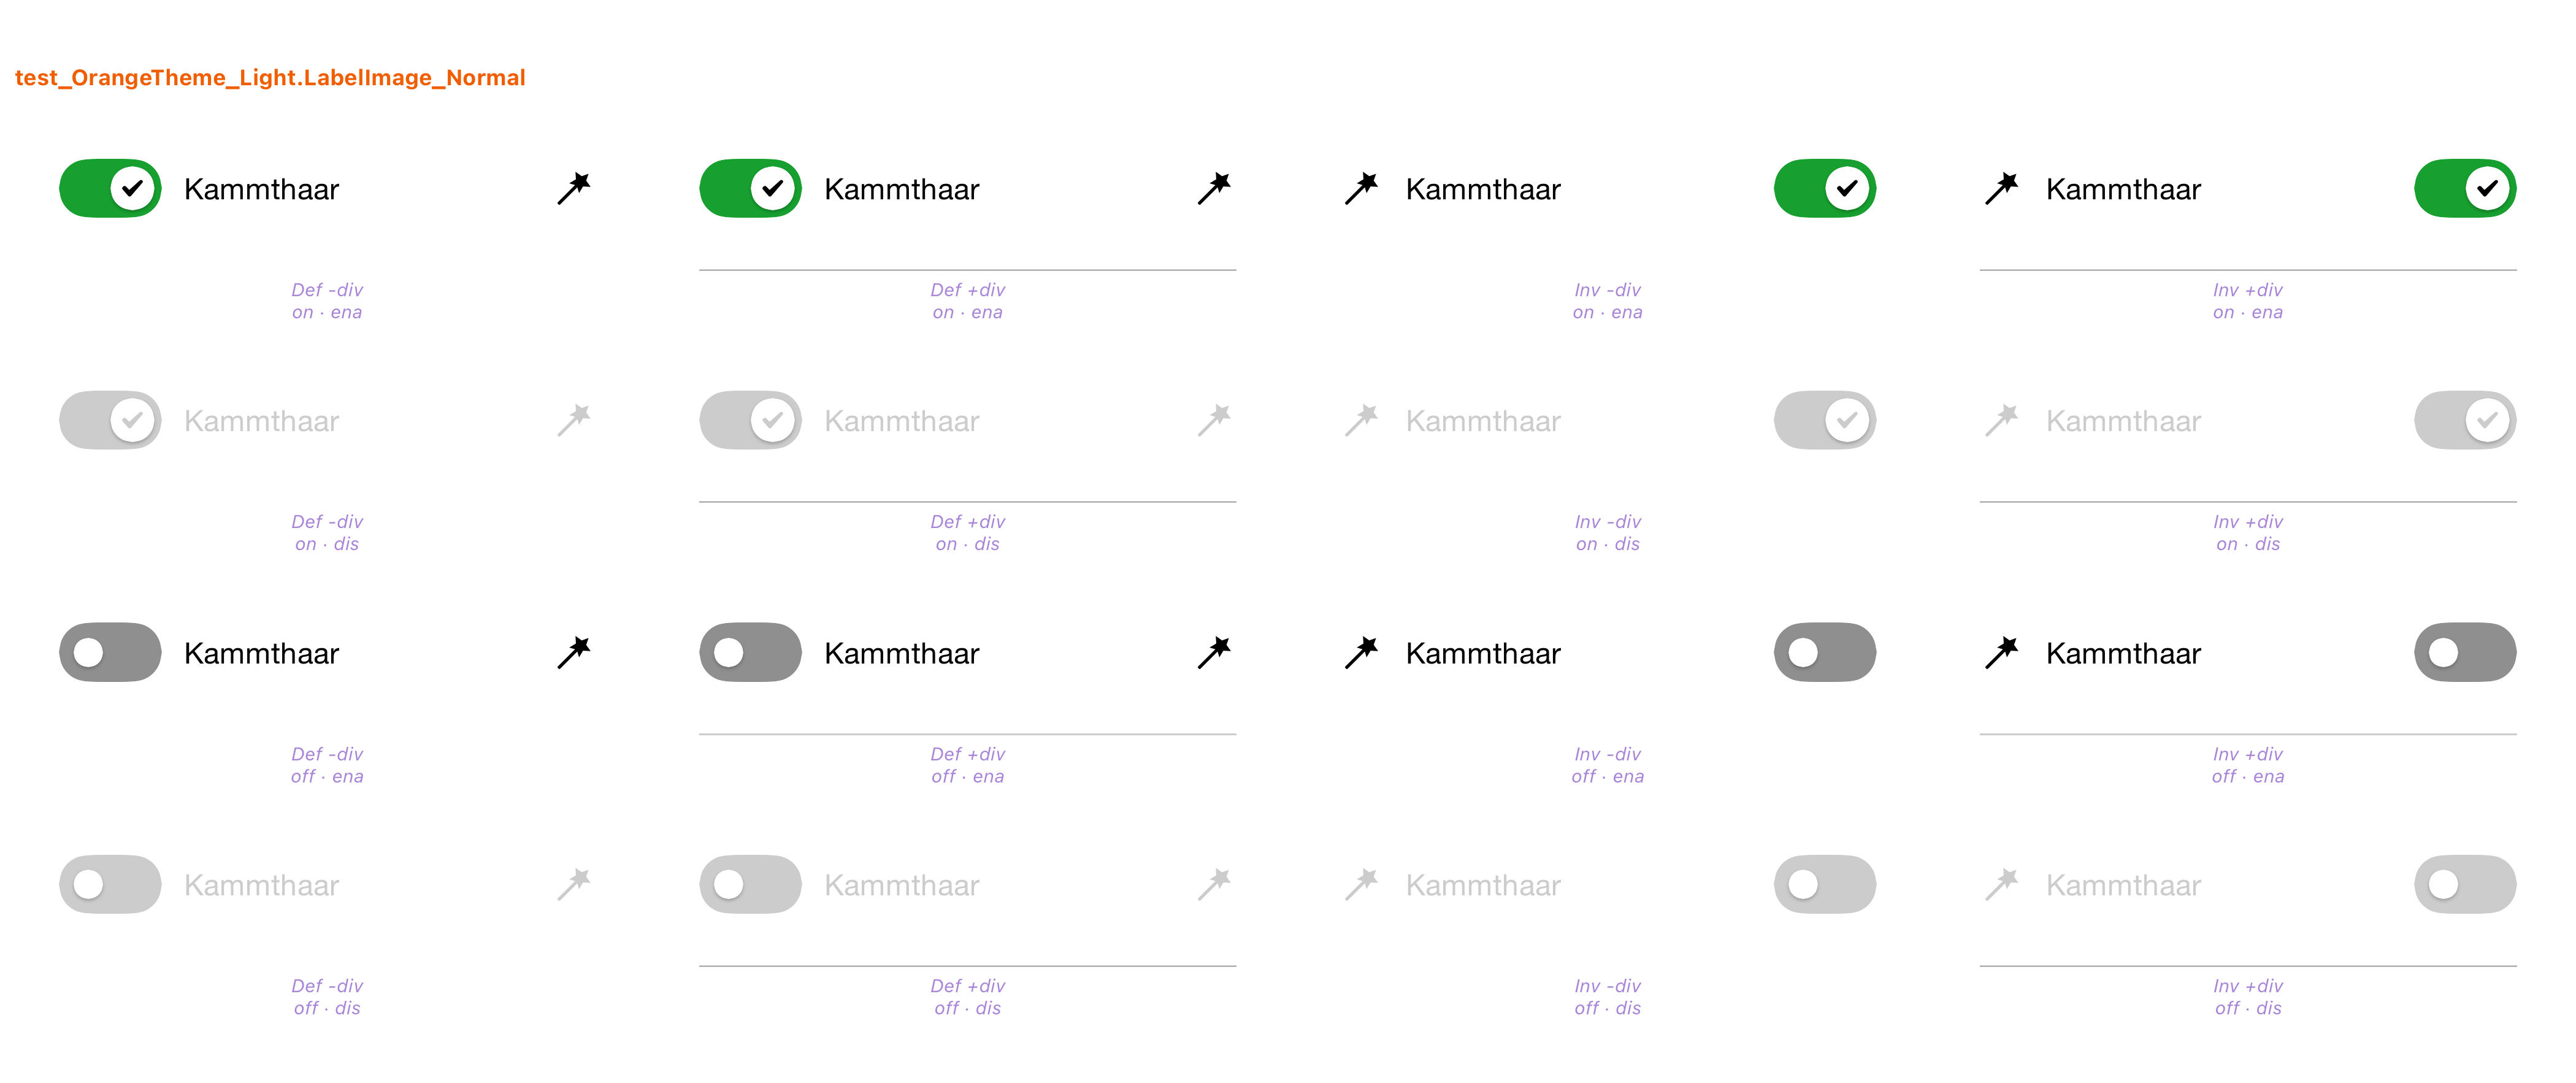 test_OrangeTheme_Light.LabelImage_Normal
Kammthaar
Kammthaar
Kammthaar
Kammthaar
Def -div
on · ena
Def +div
on · ena
Inv -div
on · ena
Inv +div
on · ena
Kammthaar
Kammthaar
Kammthaar
Kammthaar
Def -div
on · dis
Def +div
on · dis
Inv -div
on · dis
Inv +div
on · dis
Kammthaar
Kammthaar
Kammthaar
Kammthaar
Def -div
off · ena
Def +div
off · ena
Inv -div
off · ena
Inv +div
off · ena
Kammthaar
Kammthaar
Kammthaar
Kammthaar
Def -div
off · dis
Def +div
off · dis
Inv -div
off · dis
Inv +div
off · dis